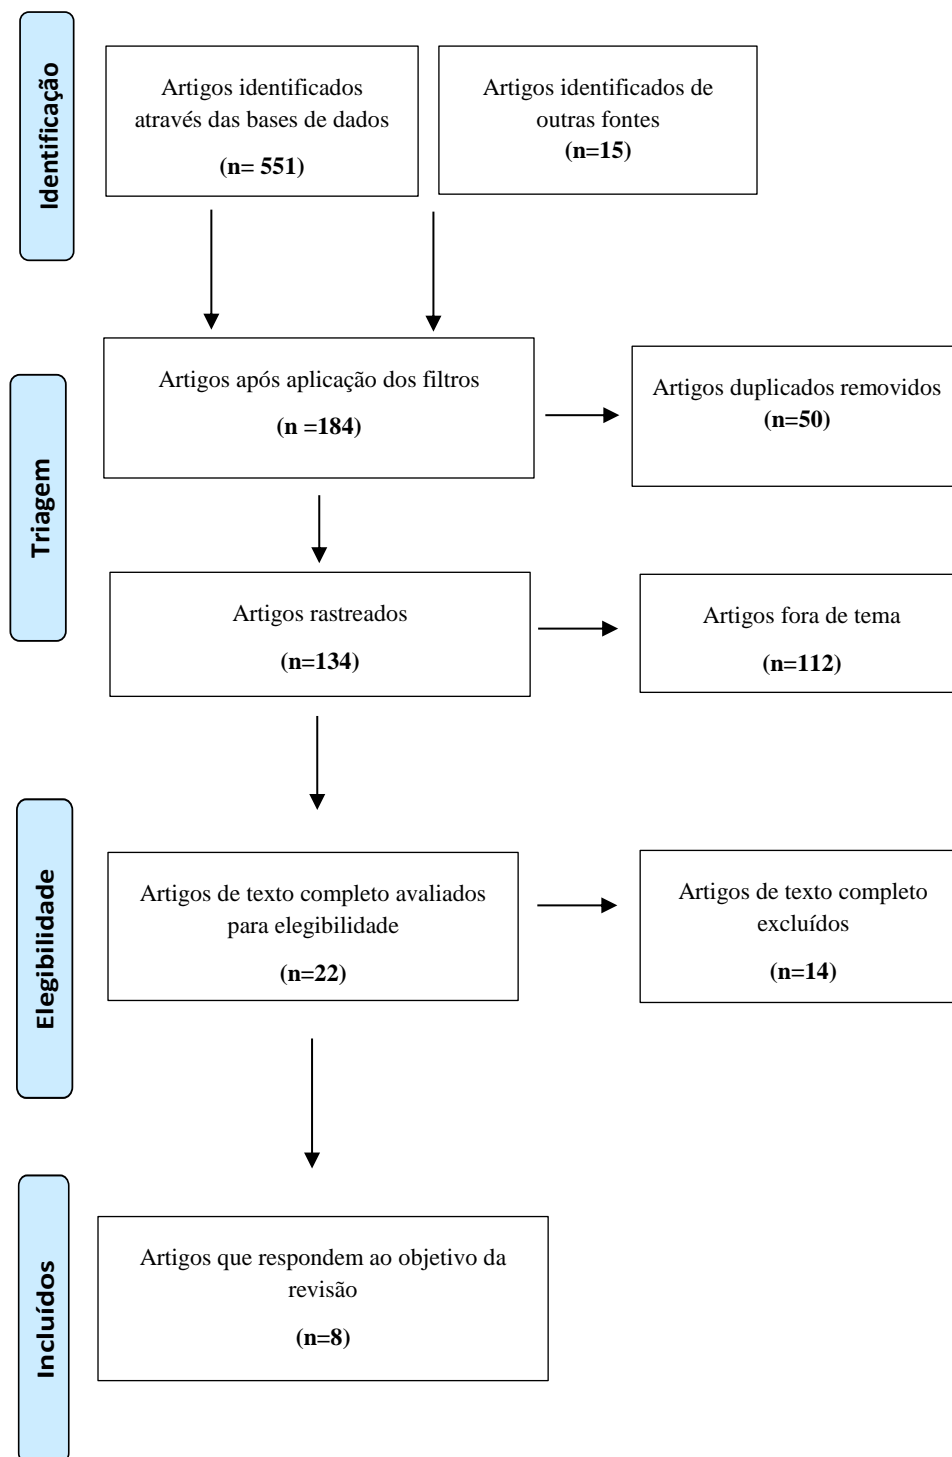 Identificação
Artigos identificados
através das bases de dados
(n= 551)
Artigos identificados de
outras fontes
(n=15)
Triagem
Artigos após aplicação dos filtros
(n =184)
Artigos duplicados removidos
(n=50)
Artigos rastreados
(n=134)
Artigos fora de tema
(n=112)
Elegibilidade
Artigos de texto completo avaliados
para elegibilidade
(n=22)
Artigos de texto completo
excluídos
(n=14)
Incluídos
Artigos que respondem ao objetivo da
revisão
(n=8)